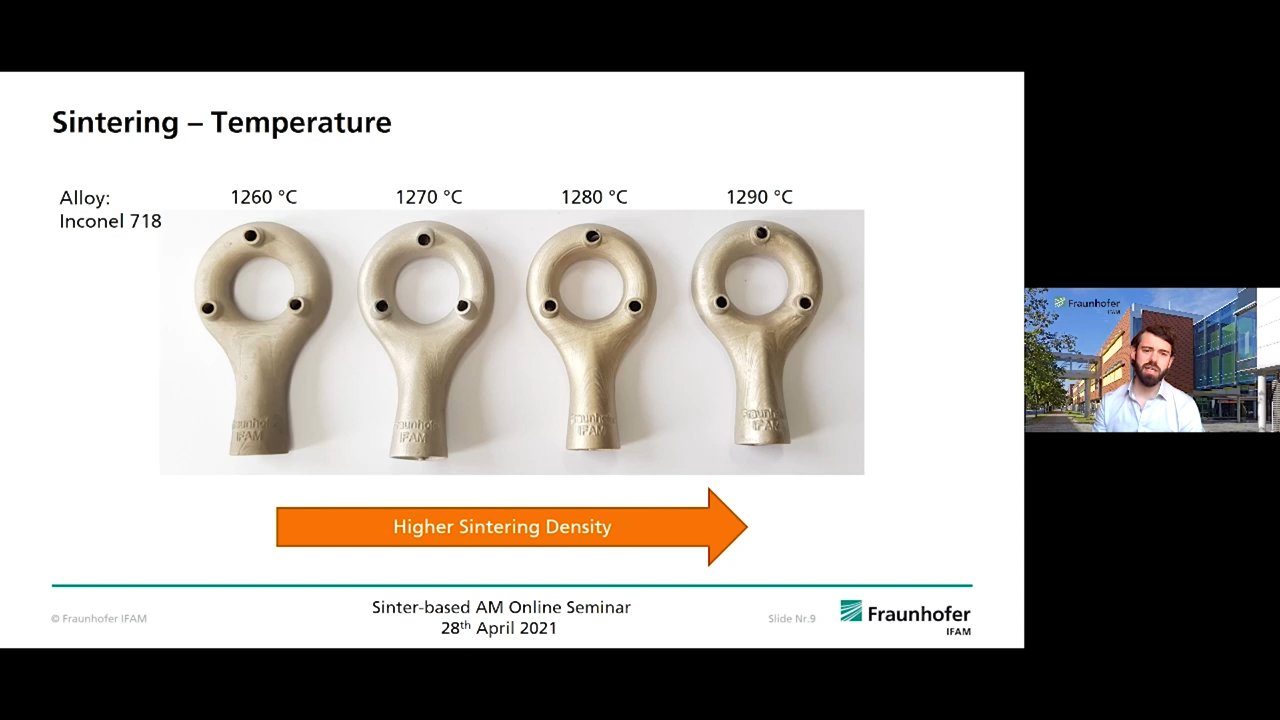 Sintering – Temperature
Alloy:
Inconel 718
1260 °C
1270 °C
1280 °C
1290 °C
Fraunhofer
IFAM
Fraunhofer
IFAM
Fraunhofer
IFAM
IFAM
Higher Sintering Density
© Fraunhofer IFAM
Sinter-based AM Online Seminar
28th April 2021
Slide Nr.9
Fraunhofer
IFAM
Fraunhofer
IFAM